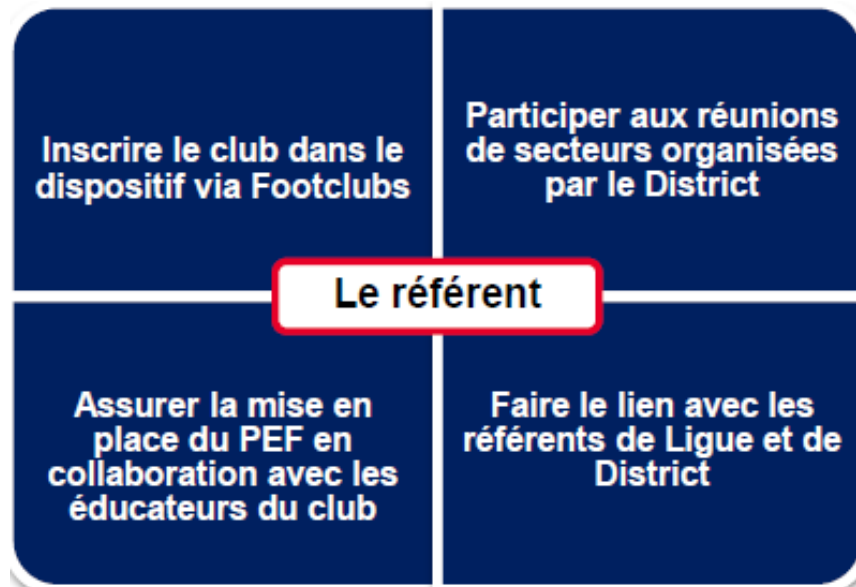 Inscrire le club dans le
dispositif via Footclubs
Participer aux réunions
de secteurs organisées
par le District
Le référent
Assurer la mise en
place du PEF en
collaboration avec les
éducateurs du club
Faire le lien avec les
référents de Ligue et de
District